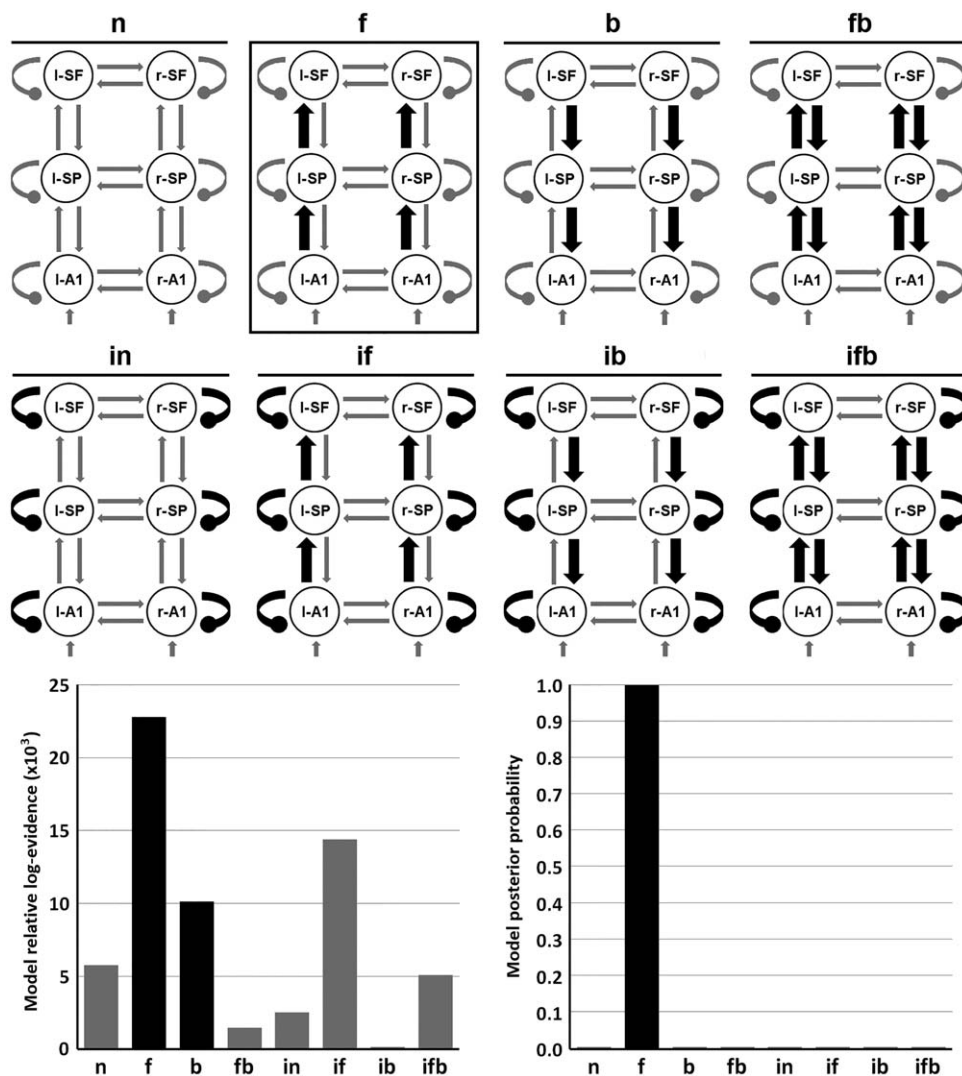 n f b fb
l-SF r-SF l-SF r-SF l-SF r-SF l-SF r-SF
l-SP r-SP l-SP r-SP l-SP r-SP l-SP r-SP
l-A1 r-A1 l-A1 r-A1 l-A1 r-A1 l-A1 r-A1
in if ib ifb
l-SF r-SF l-SF r-SF l-SF r-SF l-SF r-SF
l-SP r-SP l-SP r-SP l-SP r-SP l-SP r-SP
l-A1 r-A1 l-A1 r-A1 l-A1 r-A1 l-A1 r-A1
Model relative log-evidence (x10³)
25
20
15
10
5
0
n f b fb in if ib ifb
Model posterior probability
1.0
0.9
0.8
0.7
0.6
0.5
0.4
0.3
0.2
0.1
0.0
n f b fb in if ib ifb